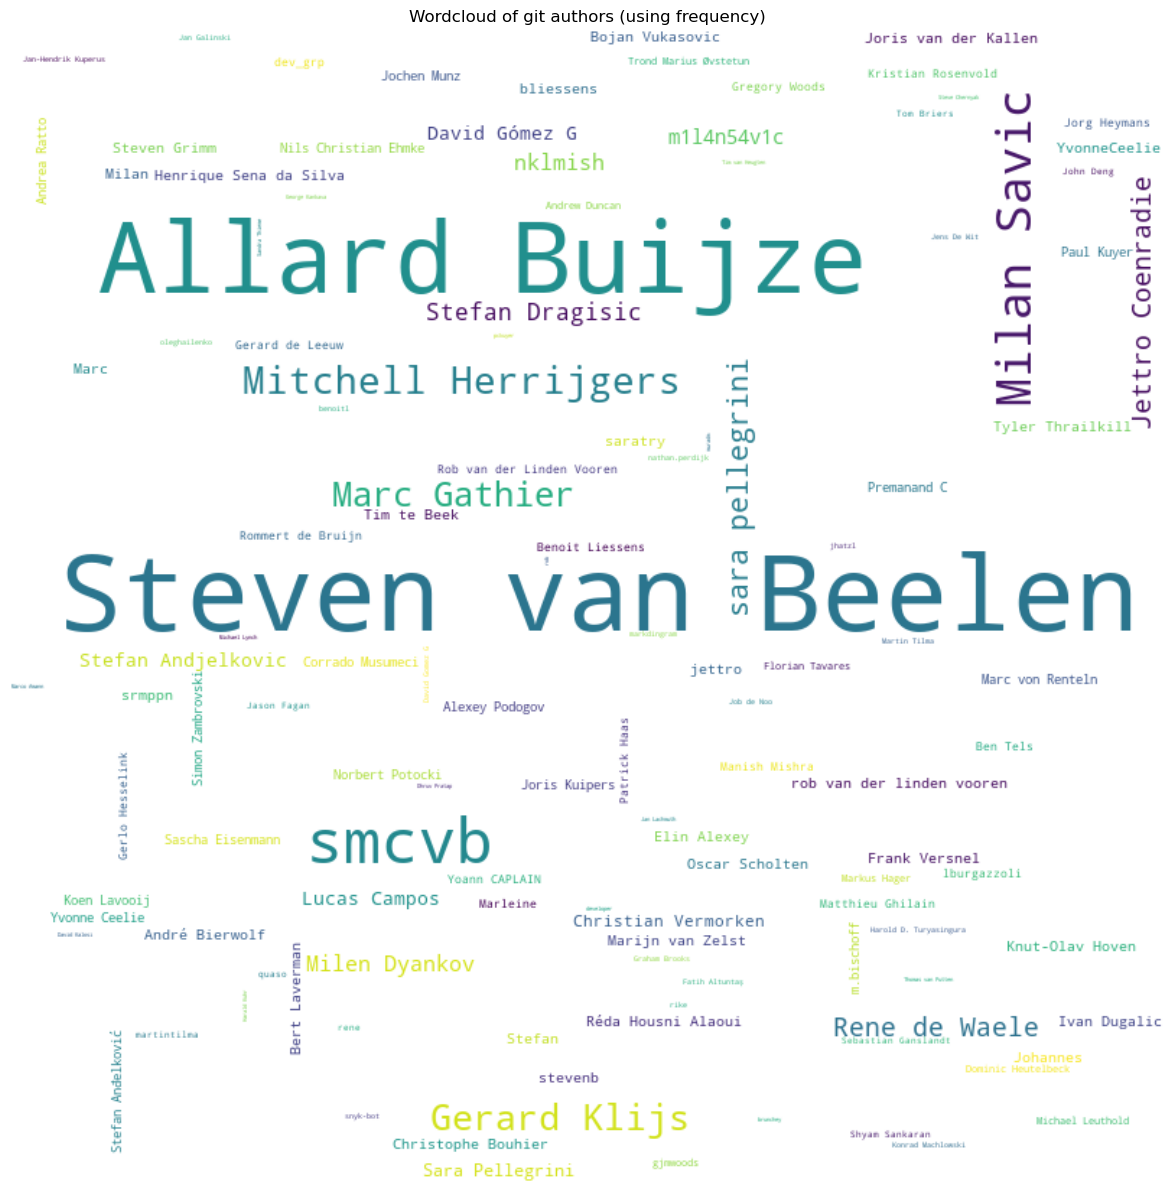 Wordcloud of git authors (using frequency)
Jan Galinski
Bojan Vukasovic
Joris van der Kallen
Jan-Hendrik Kuperus
dev_grp
Trond Marius Øvstetun
Jochen Munz
Kristian Rosenvold
bliessens
Gregory Woods
Milan Savic
Tom Briers
Jorg Heymans
Andrea Ratto
David Gómez G
m1l4n54v1c
Steven Grimm
Nils Christian Ehmke
YvonneCeelie
nklmish
Milan
Henrique Sena da Silva
John Deng
Jettro Coenradie
Andrew Duncan
Allard Buijze
Jens De Wit
Paul Kuyer
Stefan Dragisic
oleghailenko
Gerard de Leeuw
Marc
Mitchell Herrijgers
sara pellegrini
benoiti
Tyler Thrailkill
saratry
nathan.perdijk
Rob van der Linden Vooren
Marc Gathier
Premanand C
Tim te Beek
Rommert de Bruijn
Benoit Liessens
jhatzl
Steven van Beelen
markdingram
Michael Lynch
Martin Tilma
Stefan Andjelkovic
Corrado Musumeci
David Gómez G
jettro
Florian Tavares
Marc von Renteln
srmppn
Simon Zambrovski
Jason Fagan
Alexey Podogov
Job de Noo
Patrick Haas
Ben Tels
Gerlo Hesselink
Norbert Potocki
Manish Mishra
Joris Kuipers
rob van der linden vooren
smcvb
Sascha Eisenmann
Elin Alexey
Oscar Scholten
Frank Versnel
Yoann CAPLAIN
Markus Hager
lburgazzoli
Koen Lavooij
Lucas Campos
Marleine
Matthieu Ghilain
Yvonne Ceelie
developer
Christian Vermorken
André Bierwolf
Marijn van Zelst
m.bischoff
Harold D. Turyasingura
Knut-Olav Hoven
Bert Laverman
Milen Dyankov
Graham Brooks
quaso
Fatih Altuntaş
rike
Stefan Andelković
martintilma
rene
Réda Housni Alaoui
Rene de Waele
Ivan Dugalic
Stefan
Sebastian Ganslandt
Johannes
Dominic Heutelbeck
stevenb
snyk-bot
Gerard Klijs
Michael Leuthold
Christophe Bouhier
Shyam Sankaran
Konrad Wachlowski
Sara Pellegrini
gjnwoods